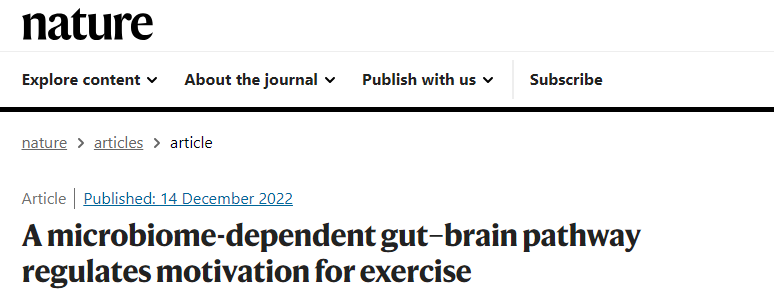 nature
Explore content About the journal Publish with us Subscribe
nature > articles > article
Article | Published: 14 December 2022
A microbiome-dependent gut–brain pathway
regulates motivation for exercise